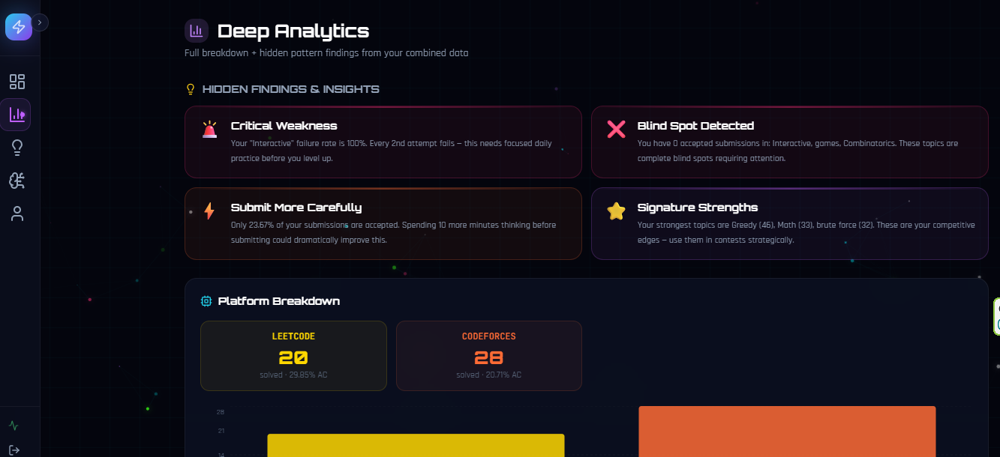 Deep Analytics
Full breakdown + hidden pattern findings from your combined data
HIDDEN FINDINGS & INSIGHTS
Critical Weakness
Your "Interactive" failure rate is 100%. Every 2nd attempt fails — this needs focused daily
practice before you level up.
Blind Spot Detected
You have 0 accepted submissions in: Interactive, games, Combinatorics. These topics are
complete blind spots requiring attention.
Submit More Carefully
Only 23.67% of your submissions are accepted. Spending 10 more minutes thinking before
submitting could dramatically improve this.
Signature Strengths
Your strongest topics are Greedy (46), Math (33), brute force (32). These are your competitive
edges — use them in contests strategically.
Platform Breakdown
LEETCODE
20
solved · 29.85% AC
CODEFORCES
28
solved · 20.71% AC
28
21
14